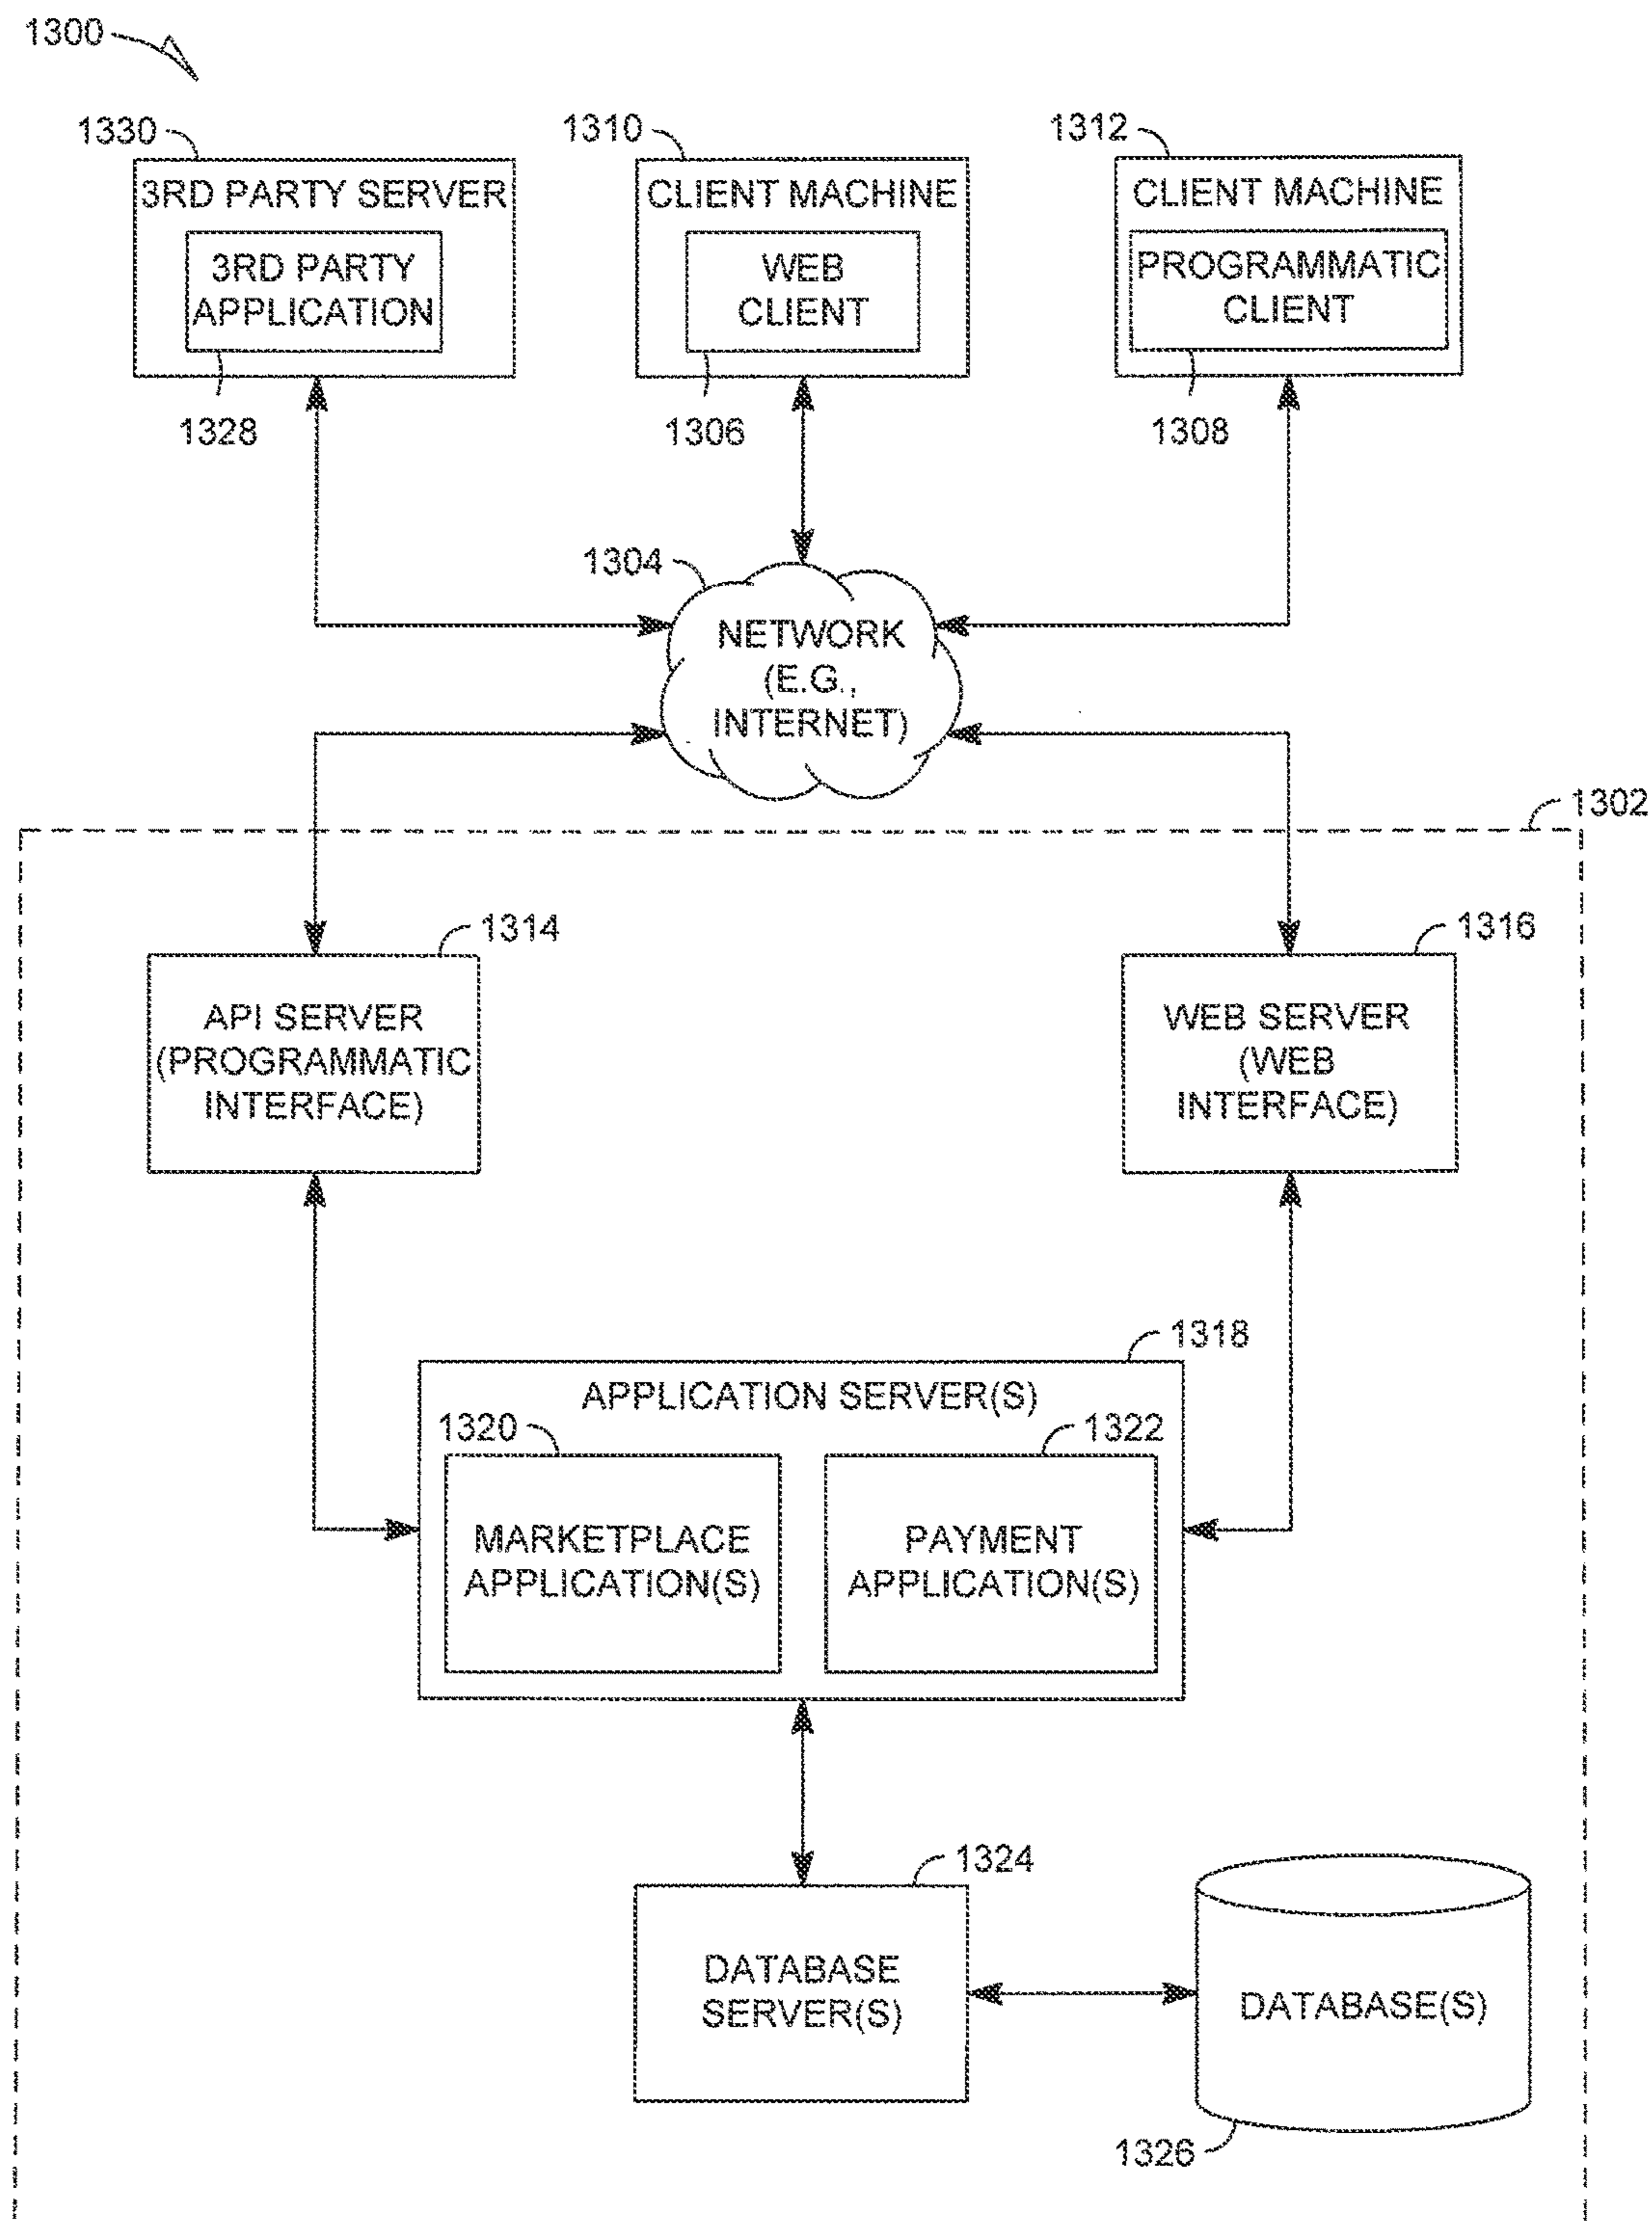 1300
1330
1310
1312
3RD PARTY SERVER
CLIENT MACHINE
CLIENT MACHINE
3RD PARTY
APPLICATION
WEB
CLIENT
PROGRAMMATIC
CLIENT
1328
1306
1308
1304
NETWORK
(E.G.,
INTERNET)
1302
1314
1316
API SERVER
(PROGRAMMATIC
INTERFACE)
WEB SERVER
(WEB
INTERFACE)
1318
APPLICATION SERVER(S)
1320
1322
MARKETPLACE
APPLICATION(S)
PAYMENT
APPLICATION(S)
1324
DATABASE
SERVER(S)
DATABASE(S)
1326